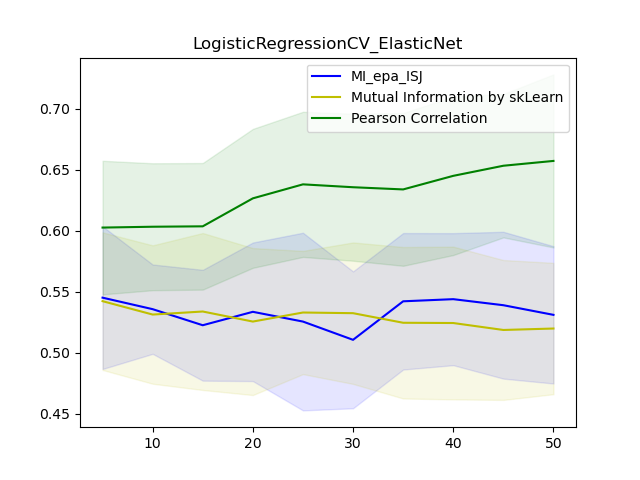 LogisticRegressionCV_ElasticNet
MI_epa_ISJ
Mutual Information by skLearn
Pearson Correlation
0.70
0.65
0.60
0.55
0.50
0.45
10 20 30 40 50